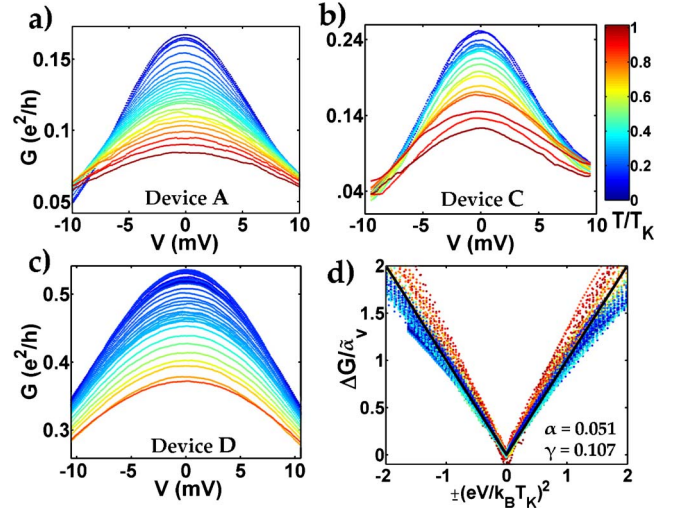 a)
G (e²/h)
0.15
0.1
0.05
-10 -5 0 5 10
V (mV)
Device A
b)
0.24
0.14
.04
-10 -5 0 5 10
V (mV)
Device C
1
0.8
0.6
0.4
0.2
0
T/T_K
c)
G (e²/h)
0.5
0.4
0.3
-10 -5 0 5 10
V (mV)
Device D
d)
ΔG/α̃_V
2
1.5
1
0.5
0
α = 0.051
γ = 0.107
-2 -1 0 1 2
±(eV/k_BT_K)²